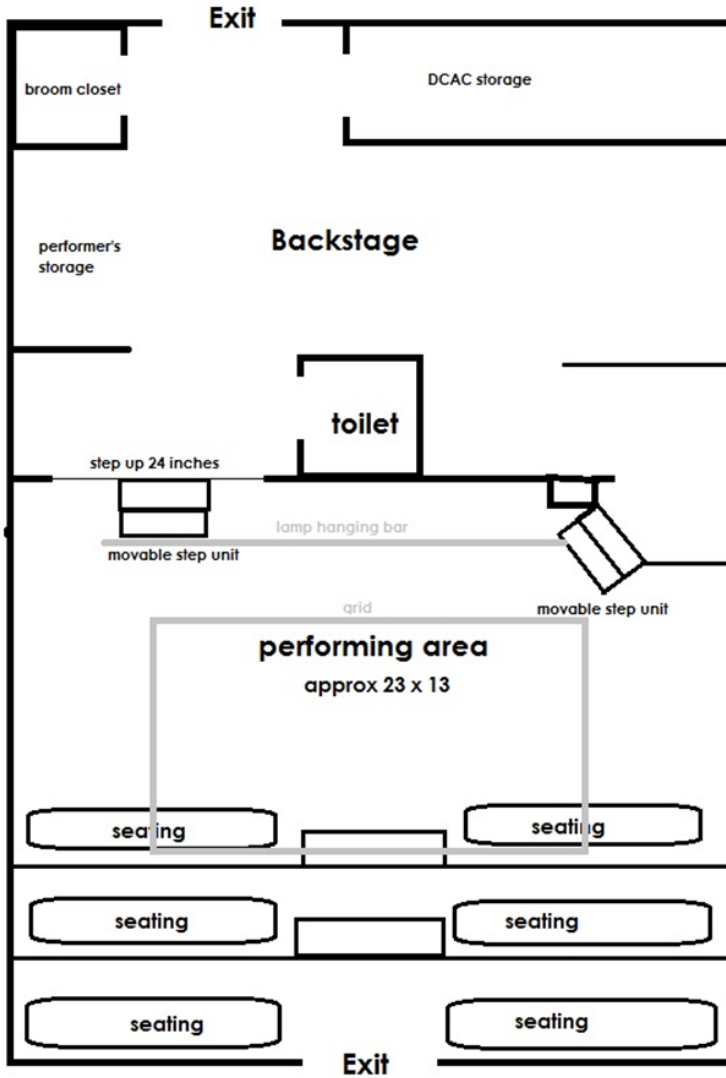 Exit
broom closet
DCAC storage
performer's
storage
Backstage
toilet
step up 24 inches
lamp hanging bar
movable step unit
movable step unit
grid
performing area
approx 23 x 13
seating
seating
seating
seating
seating
seating
Exit